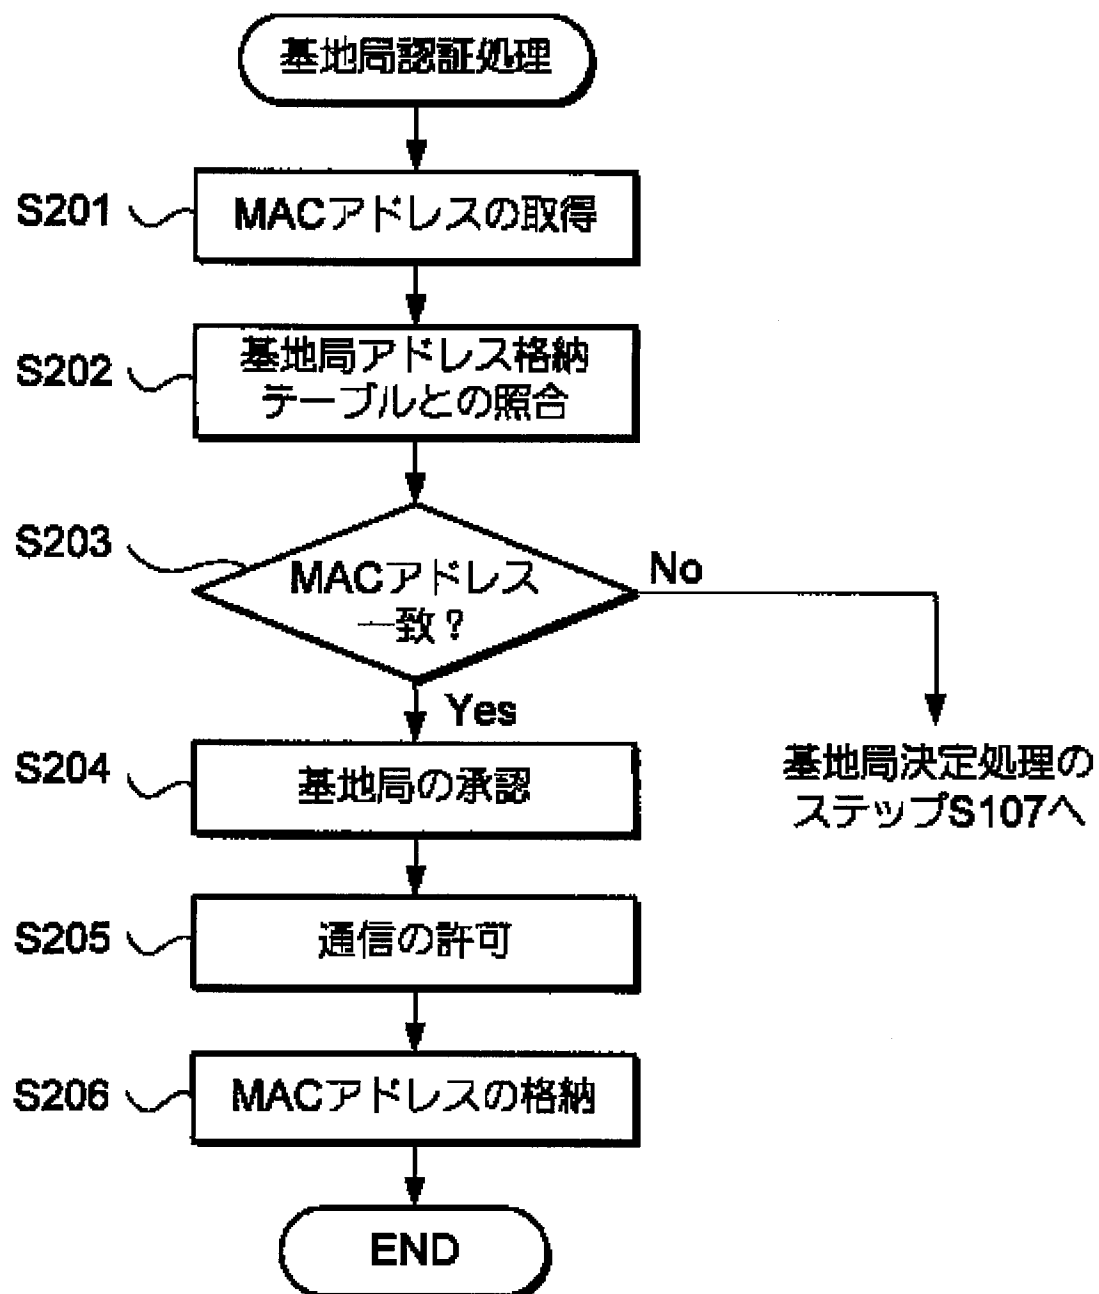 基地局認証処理
S201
MACアドレスの取得
S202
基地局アドレス格納
テーブルとの照合
S203
MACアドレス
一致？
No
Yes
S204
基地局の承認
基地局決定処理の
ステップS107へ
S205
通信の許可
S206
MACアドレスの格納
END